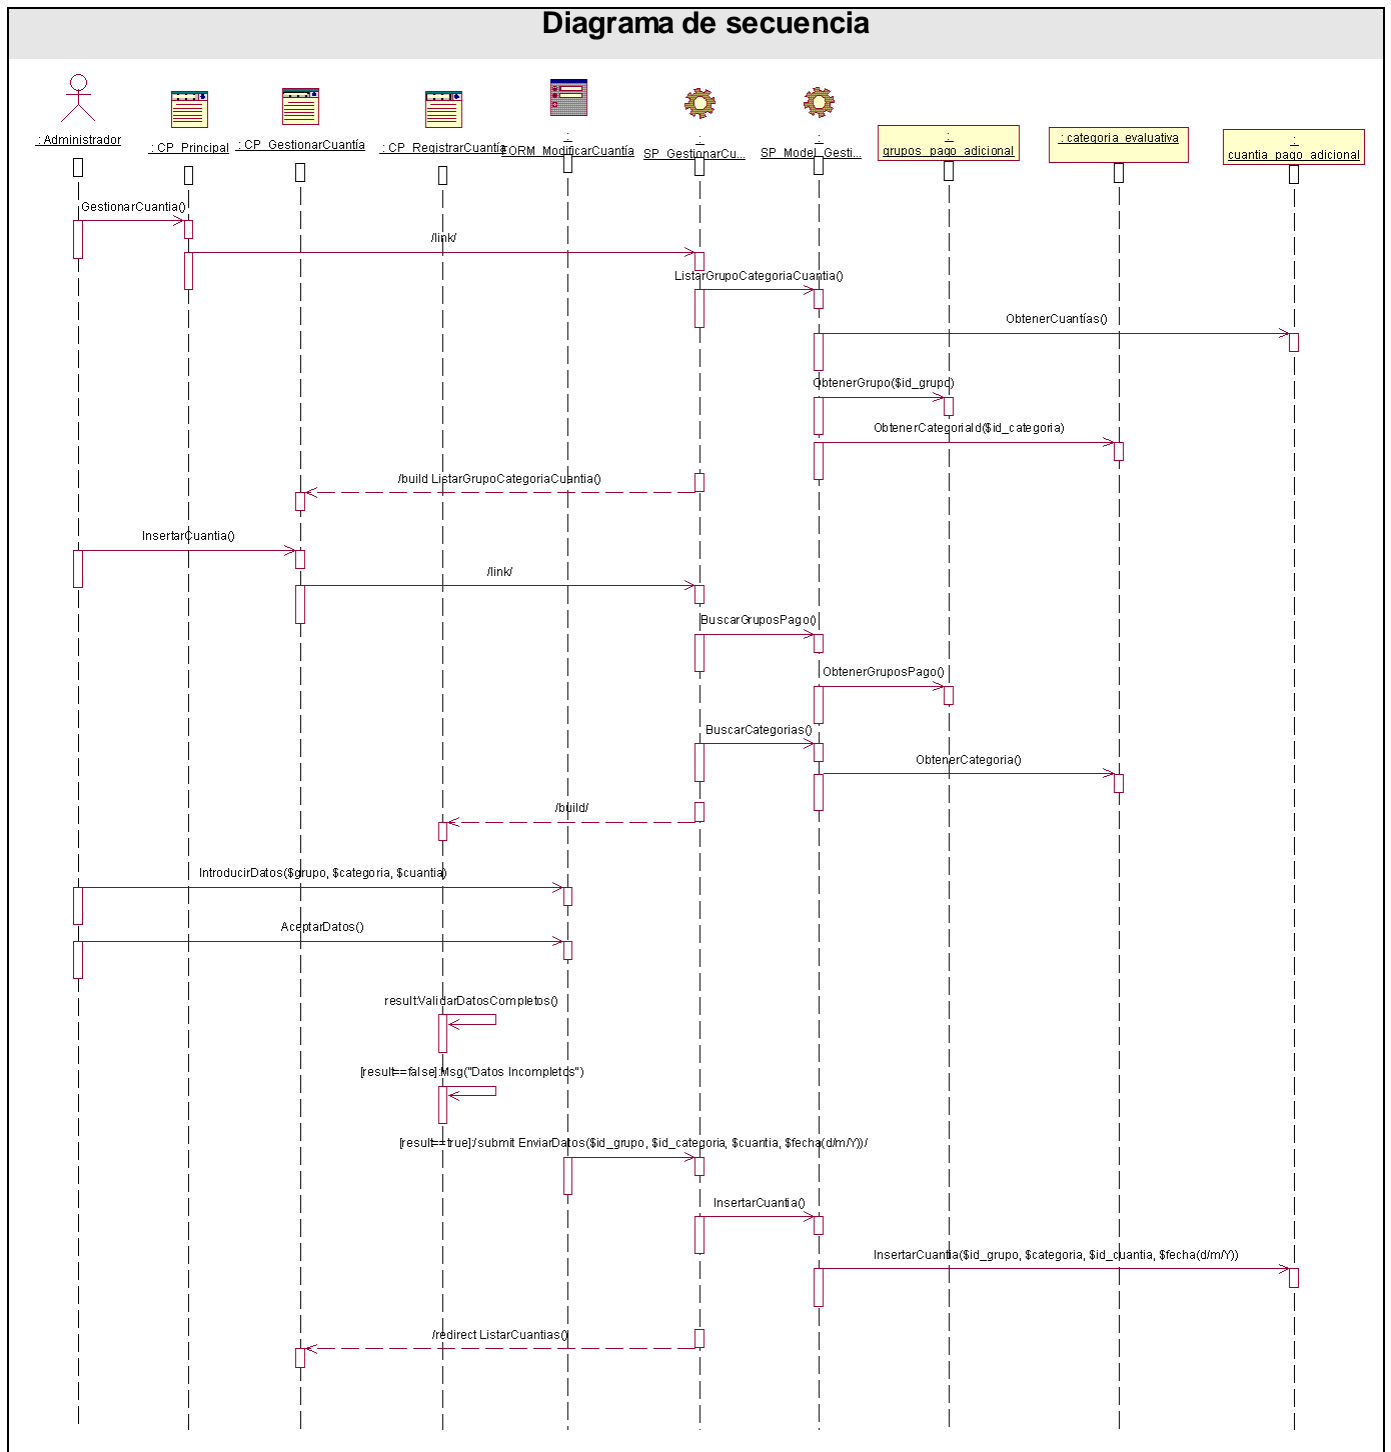 Diagrama de secuencia
: Administrador
: CP_Principal
: CP_GestionarCuantía
: CP_RegistrarCuantía
:
FORM_ModificarCuantía
:
SP_GestionarCu...
:
SP_Model_Gesti...
:
grupos_pago_adicional
: categoria_evaluativa
:
cuantia_pago_adicional
GestionarCuantia()
/link/
ListarGrupoCategoriaCuantia()
ObtenerCuantías()
ObtenerGrupo($id_grupo)
ObtenerCategoriaId($id_categoria)
/build ListarGrupoCategoriaCuantia()
InsertarCuantia()
/link/
BuscarGruposPago()
ObtenerGruposPago()
BuscarCategorias()
ObtenerCategoria()
/build/
IntroducirDatos($grupo, $categoria, $cuantia)
AceptarDatos()
result:ValidarDatosCompletos()
[result==false]:Msg("Datos Incompletos")
[result==true]:/submit EnviarDatos($id_grupo, $id_categoria, $cuantia, $fecha(d/m/Y))/
InsertarCuantia()
InsertarCuantia($id_grupo, $categoria, $id_cuantia, $fecha(d/m/Y))
/redirect ListarCuantias()